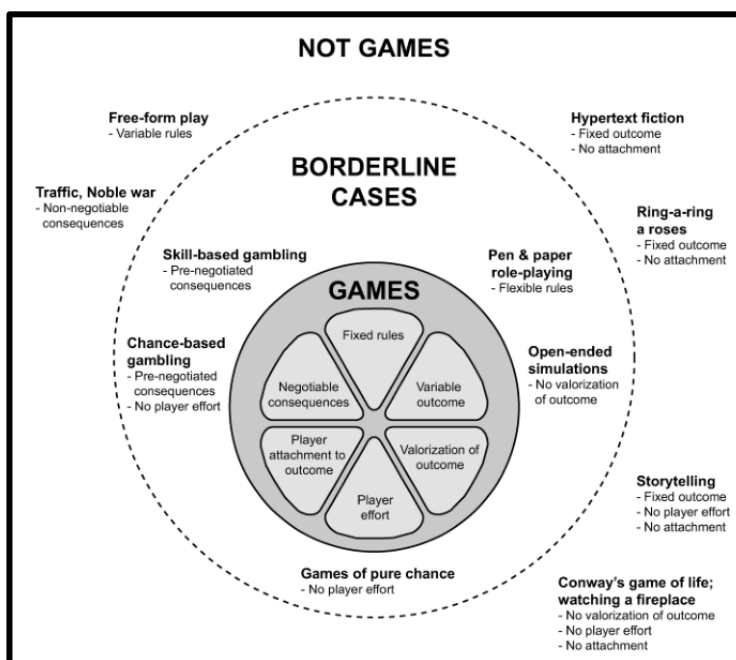 NOT GAMES
Free-form play
- Variable rules
Hypertext fiction
- Fixed outcome
- No attachment
BORDERLINE
CASES
Traffic, Noble war
- Non-negotiable
consequences
Ring-a-ring
a roses
- Fixed outcome
- No attachment
Skill-based gambling
- Pre-negotiated
consequences
Pen & paper
role-playing
- Flexible rules
GAMES
Fixed rules
Chance-based
gambling
- Pre-negotiated
consequences
- No player effort
Negotiable
consequences
Variable
outcome
Open-ended
simulations
- No valorization
of outcome
Player
attachment to
outcome
Valorization of
outcome
Player
effort
Storytelling
- Fixed outcome
- No player effort
- No attachment
Games of pure chance
- No player effort
Conway's game of life;
watching a fireplace
- No valorization of outcome
- No player effort
- No attachment